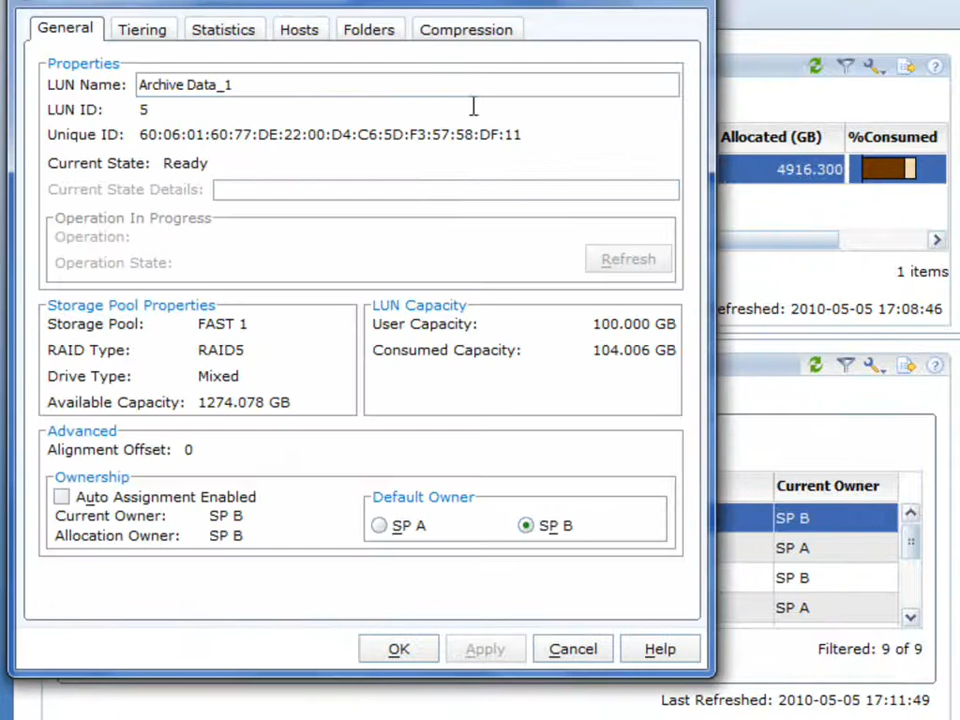 General
Tiering
Statistics
Hosts
Folders
Compression
Properties
LUN Name: Archive Data_1
LUN ID: 5
Unique ID: 60:06:01:60:77:DE:22:00:D4:C6:5D:F3:57:58:DF:11
Current State: Ready
Current State Details:
Operation In Progress
Operation:
Operation State:
Refresh
Storage Pool Properties
Storage Pool: FAST 1
RAID Type: RAID5
Drive Type: Mixed
Available Capacity: 1274.078 GB
LUN Capacity
User Capacity: 100.000 GB
Consumed Capacity: 104.006 GB
Advanced
Alignment Offset: 0
Ownership
Auto Assignment Enabled
Current Owner: SP B
Allocation Owner: SP B
Default Owner
SP A
SP B
OK
Apply
Cancel
Help
Allocated (GB)
%Consumed
4916.300
1 items
efreshed: 2010-05-05 17:08:46
Current Owner
SP B
SP A
SP B
SP A
Filtered: 9 of 9
Last Refreshed: 2010-05-05 17:11:49